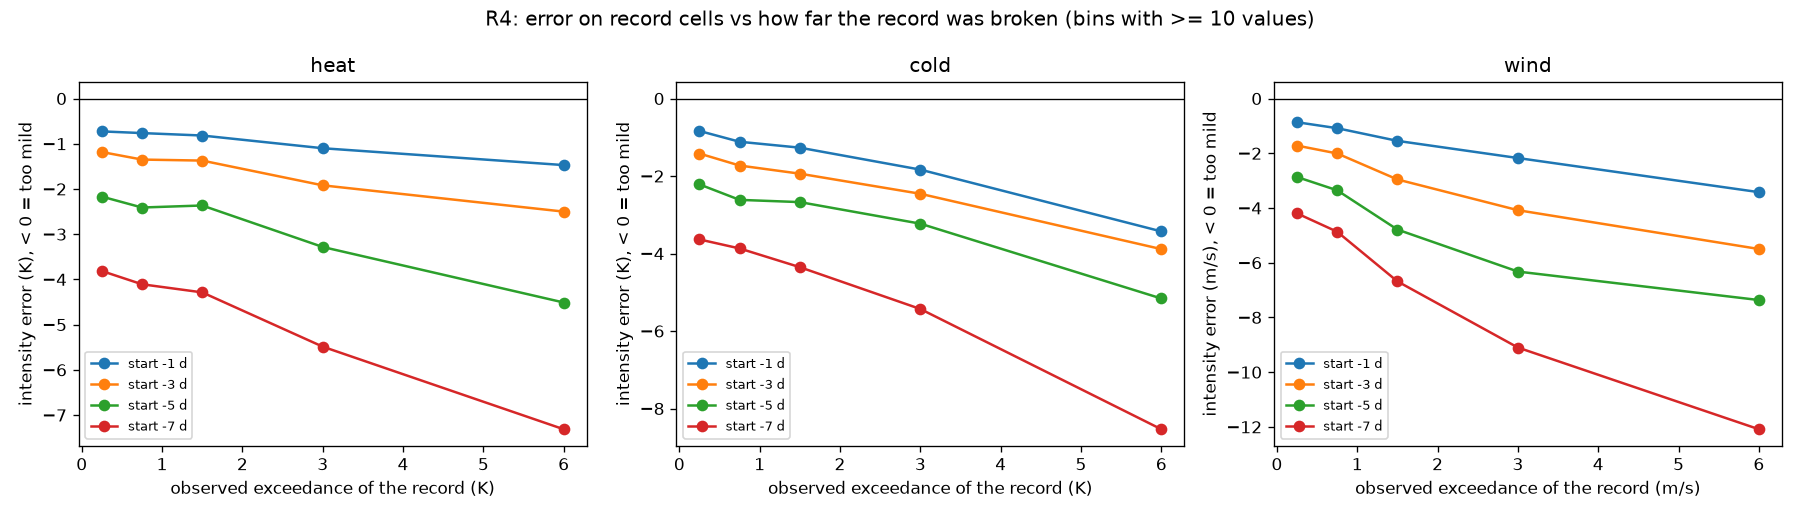 R4: error on record cells vs how far the record was broken (bins with >= 10 values)
heat
intensity error (K), < 0 = too mild
0
−1
−2
−3
−4
−5
−6
−7
start -1 d
start -3 d
start -5 d
start -7 d
0 1 2 3 4 5 6
observed exceedance of the record (K)
cold
intensity error (K), < 0 = too mild
0
−2
−4
−6
−8
start -1 d
start -3 d
start -5 d
start -7 d
0 1 2 3 4 5 6
observed exceedance of the record (K)
wind
intensity error (m/s), < 0 = too mild
0
−2
−4
−6
−8
−10
−12
start -1 d
start -3 d
start -5 d
start -7 d
0 1 2 3 4 5 6
observed exceedance of the record (m/s)